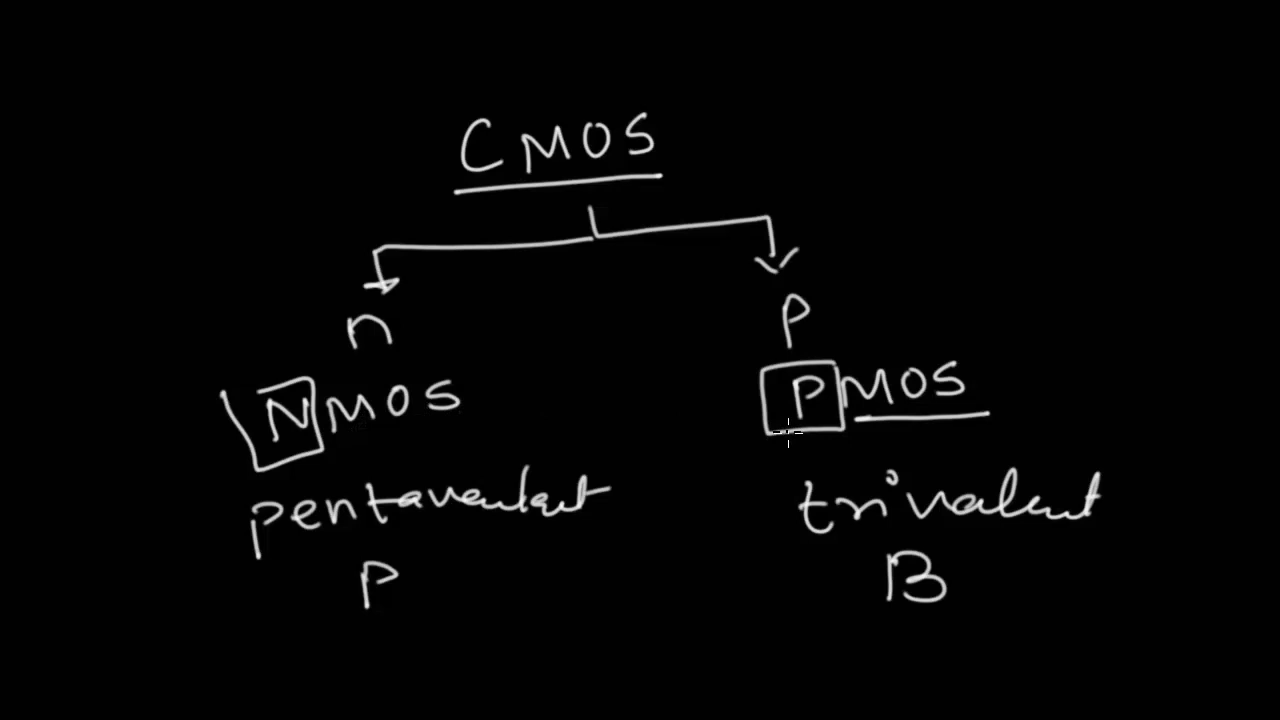 CMOS
n P
NMOS PMOS
pentavalent trivalent
P B